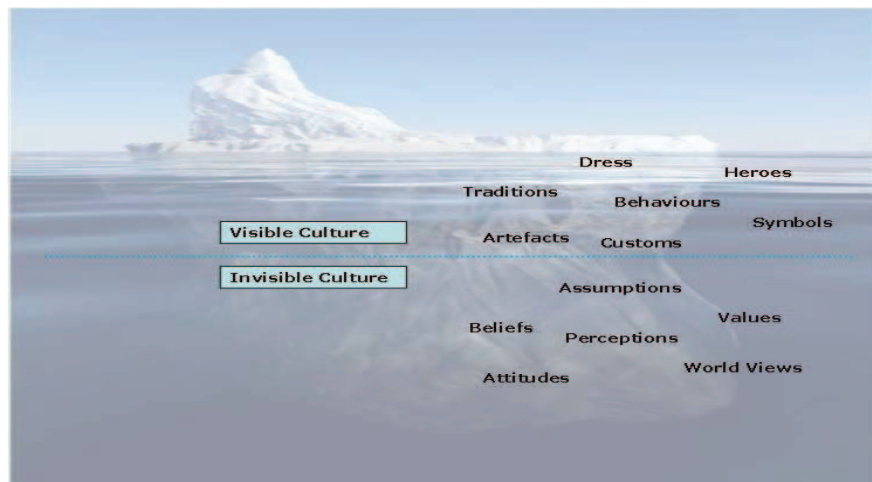 Dress
Heroes
Traditions
Behaviours
Symbols
Visible Culture
Artefacts
Customs
Invisible Culture
Assumptions
Values
Beliefs
Perceptions
World Views
Attitudes